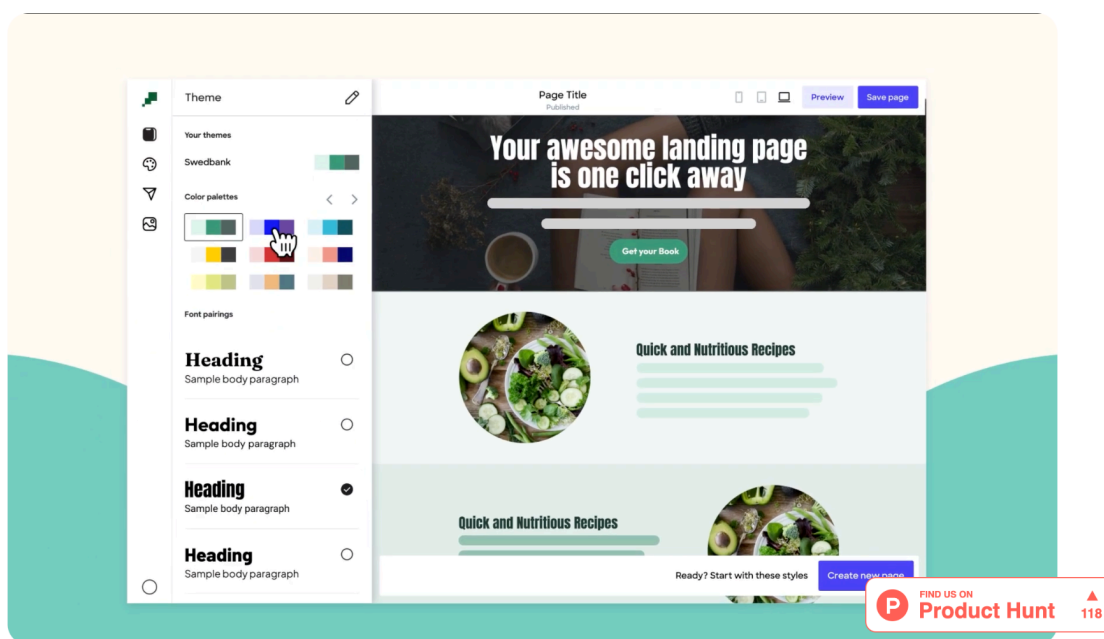 Theme
Your themes
Swedbank
Color palettes
Font pairings
Heading
Sample body paragraph
Heading
Sample body paragraph
Heading
Sample body paragraph
Heading
Sample body paragraph
Page Title
Published
Preview
Save page
Your awesome landing page
is one click away
Get your Book
Quick and Nutritious Recipes
Quick and Nutritious Recipes
Ready? Start with these styles
Create new page
FIND US ON
Product Hunt
118